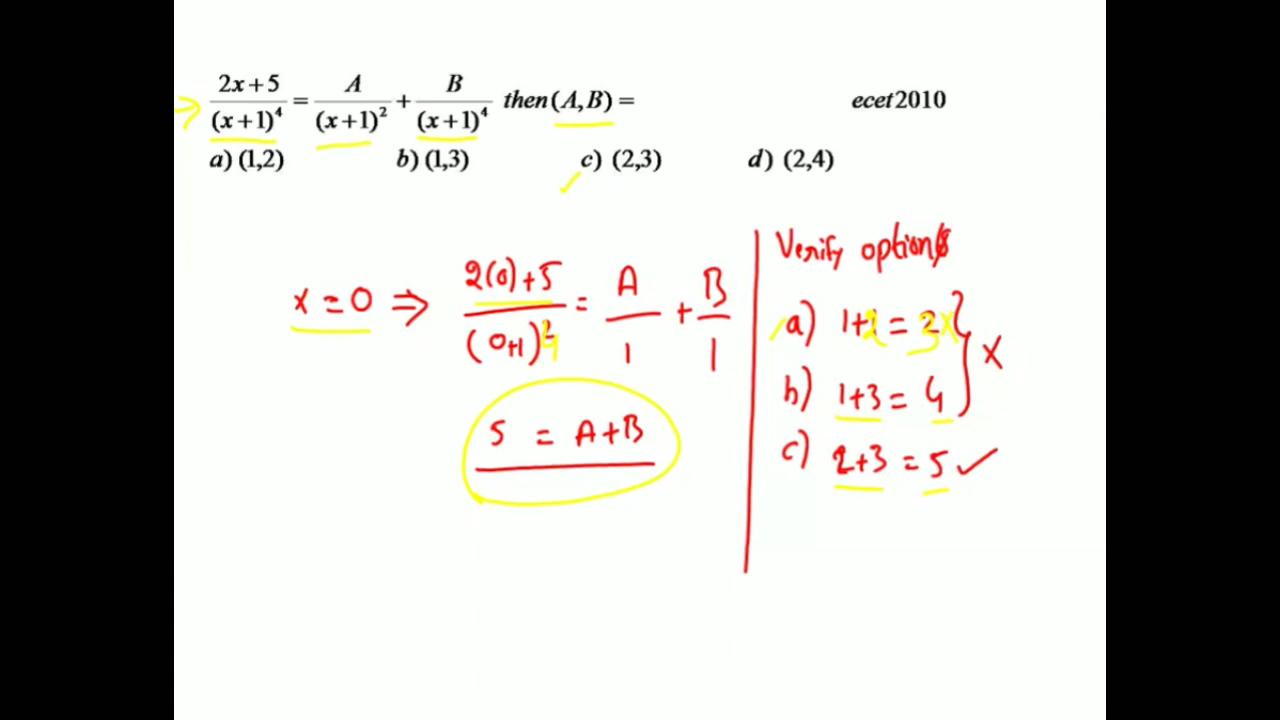 (2x+5)/(x+1)^4 = A/(x+1)^2 + B/(x+1)^4 then (A,B) = ecet2010
a) (1,2) b) (1,3) c) (2,3) d) (2,4)
x = 0 ⇒ (2(0)+5)/(0+1)^4 = A/1 + B/1
5 = A+B
Verify options
a) 1+2 = 3 x
b) 1+3 = 4
x
c) 2+3 = 5 ✓